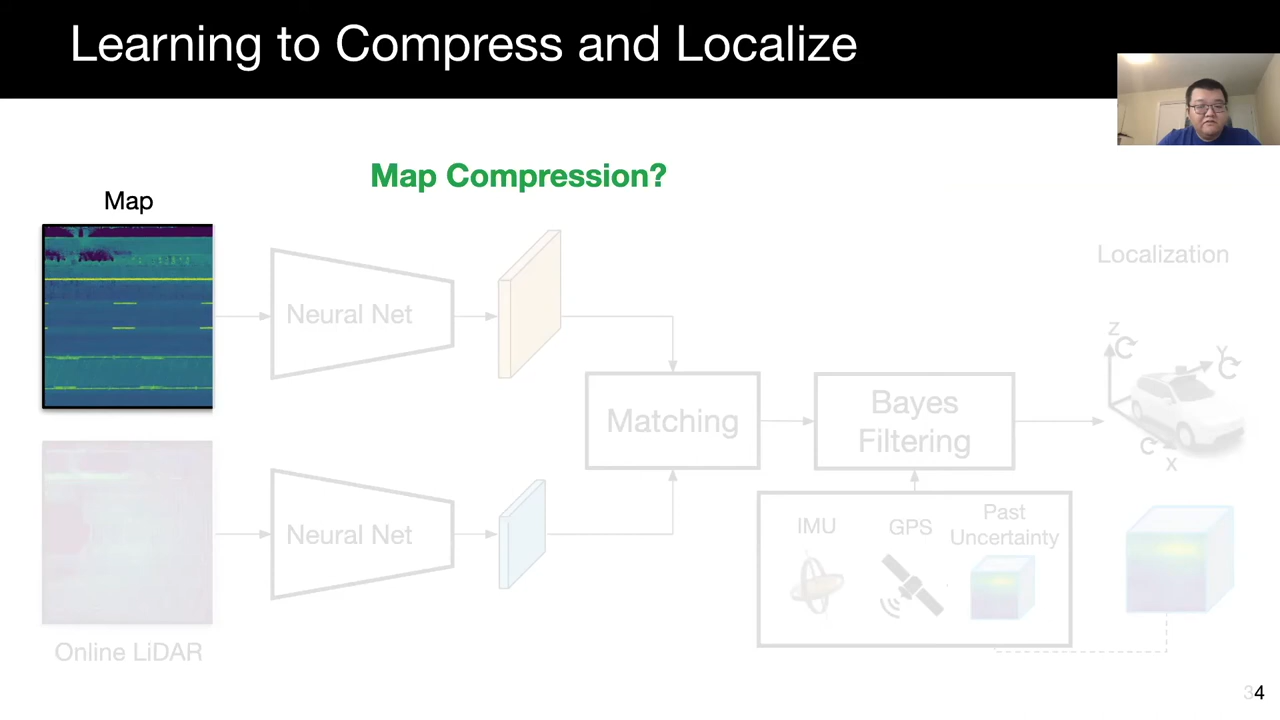 Learning to Compress and Localize
Map Compression?
Map
Localization
Neural Net
Matching
Bayes
Filtering
Z
Y
X
Neural Net
IMU
GPS
Past
Uncertainty
Online LiDAR
34